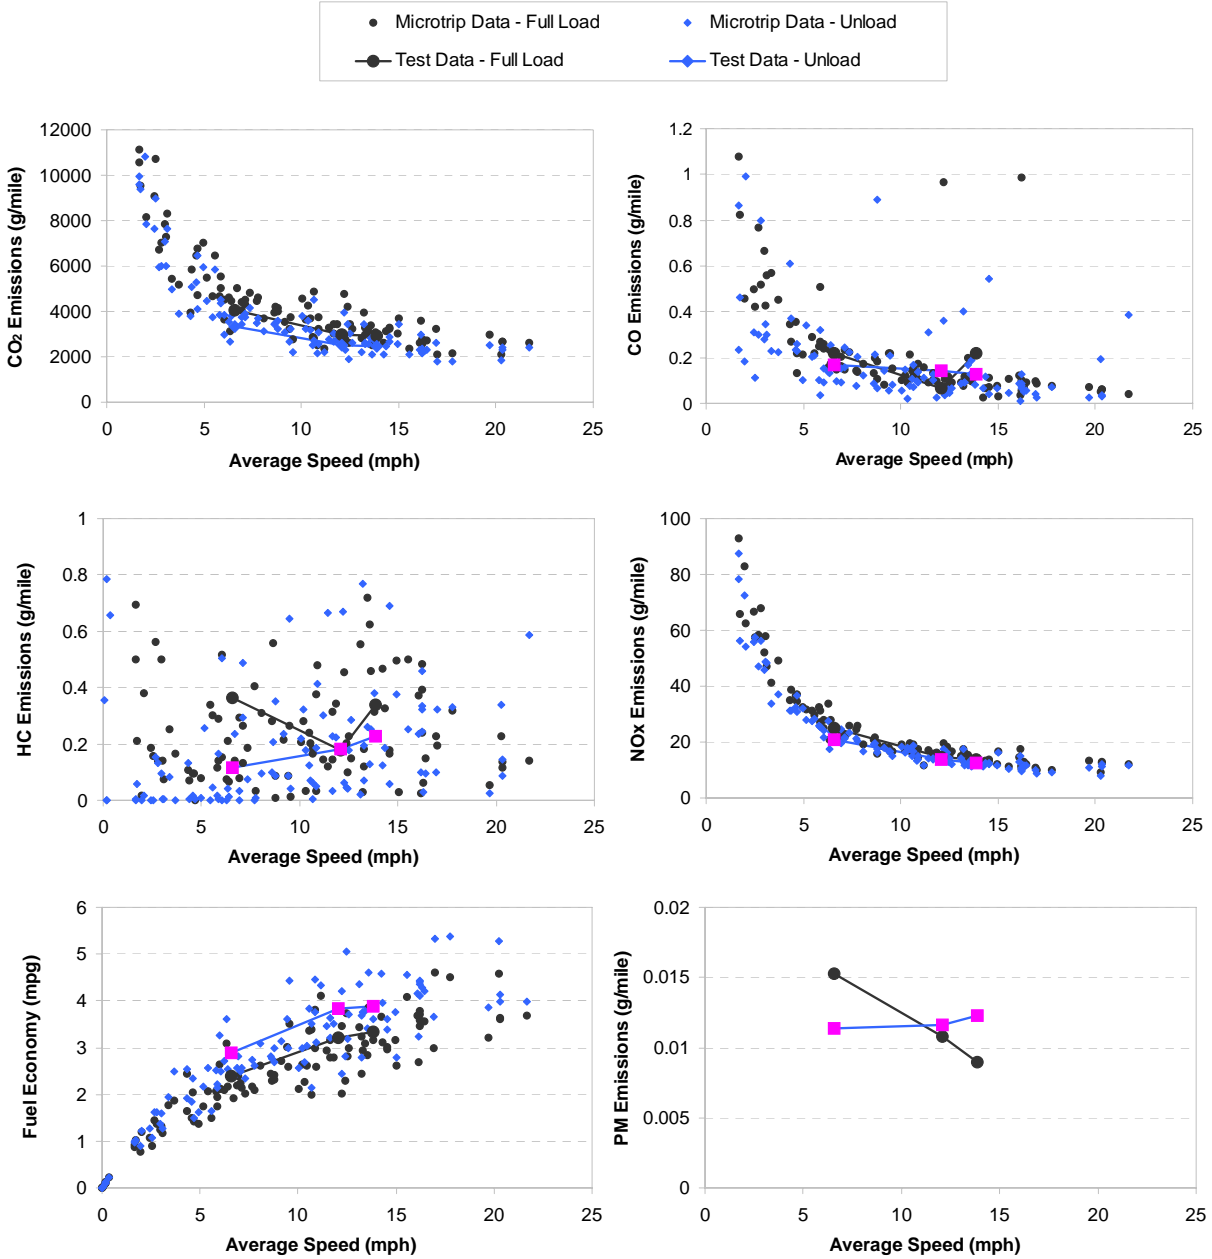 Microtrip Data - Full Load
Microtrip Data - Unload
Test Data - Full Load
Test Data - Unload
CO2 Emissions (g/mile)
12000
10000
8000
6000
4000
2000
0
0 5 10 15 20 25
Average Speed (mph)
CO Emissions (g/mile)
1.2
1
0.8
0.6
0.4
0.2
0
0 5 10 15 20 25
Average Speed (mph)
HC Emissions (g/mile)
1
0.8
0.6
0.4
0.2
0
0 5 10 15 20 25
Average Speed (mph)
NOx Emissions (g/mile)
100
80
60
40
20
0
0 5 10 15 20 25
Average Speed (mph)
Fuel Economy (mpg)
6
5
4
3
2
1
0
0 5 10 15 20 25
Average Speed (mph)
PM Emissions (g/mile)
0.02
0.015
0.01
0.005
0
0 5 10 15 20 25
Average Speed (mph)